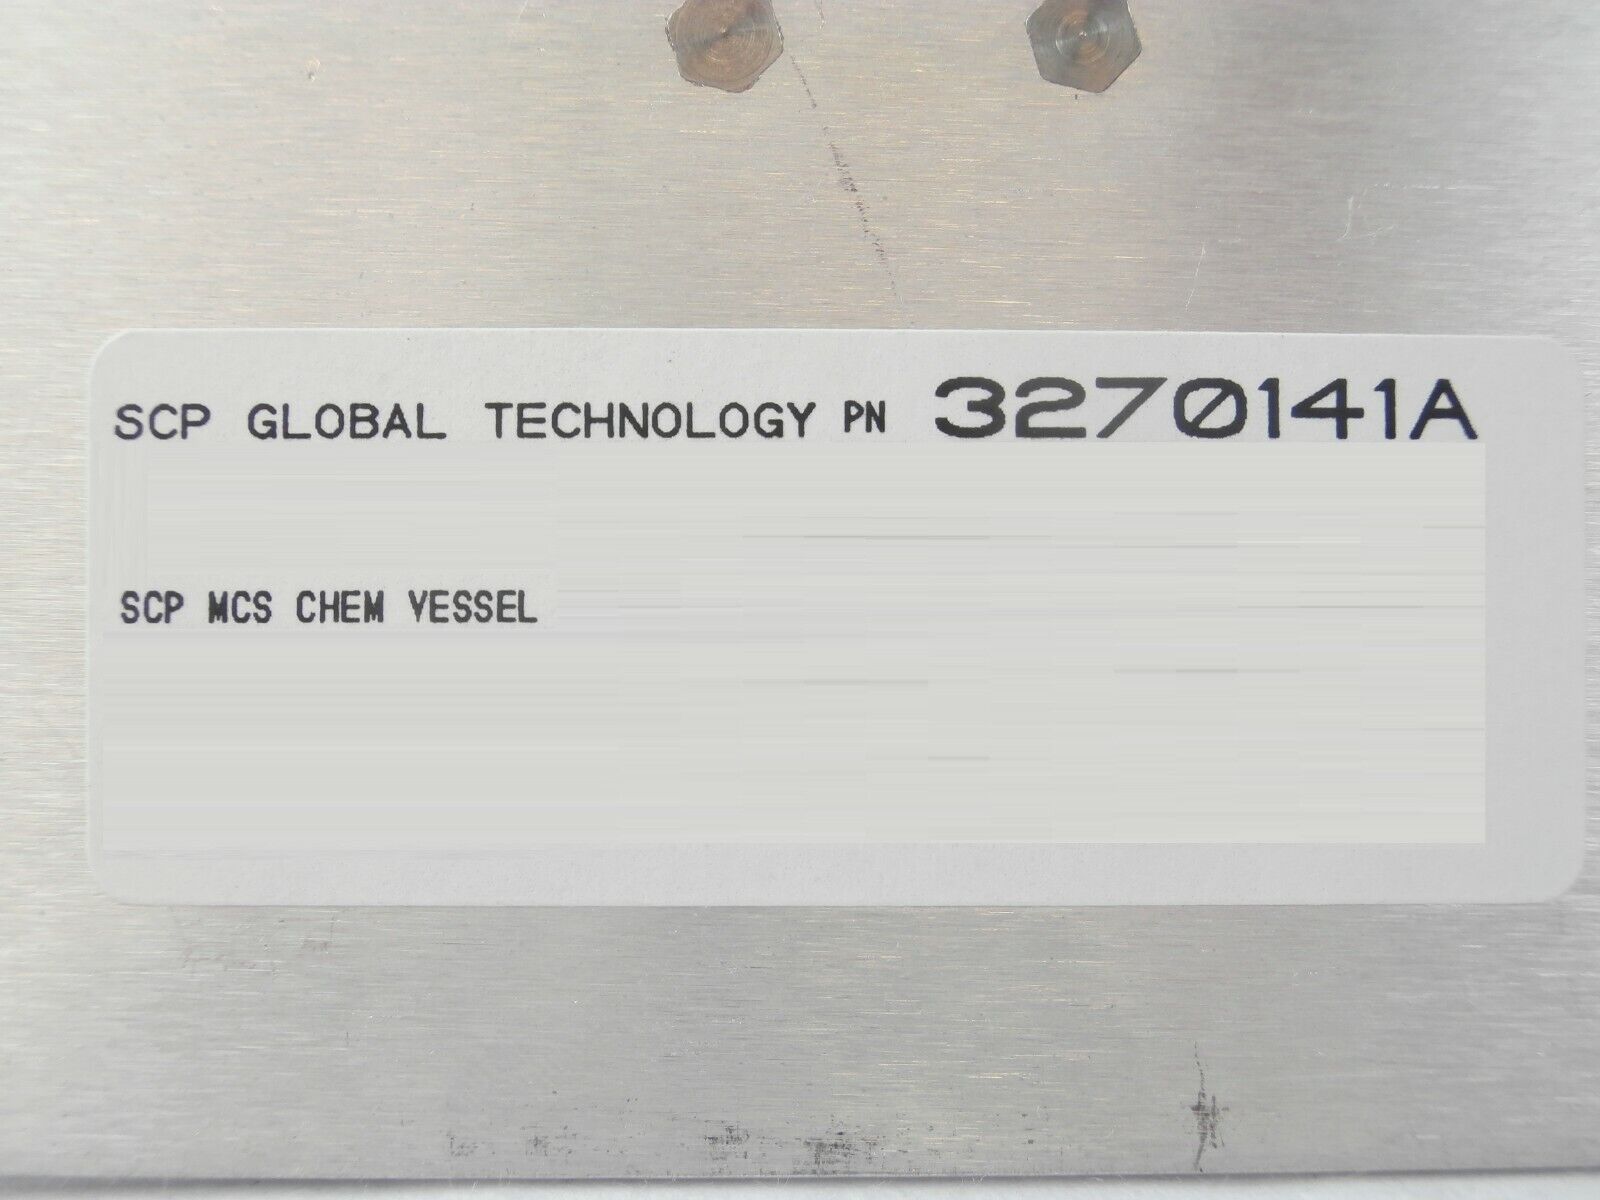 SCP GLOBAL TECHNOLOGY PN 3270141A
SCP MCS CHEM VESSEL